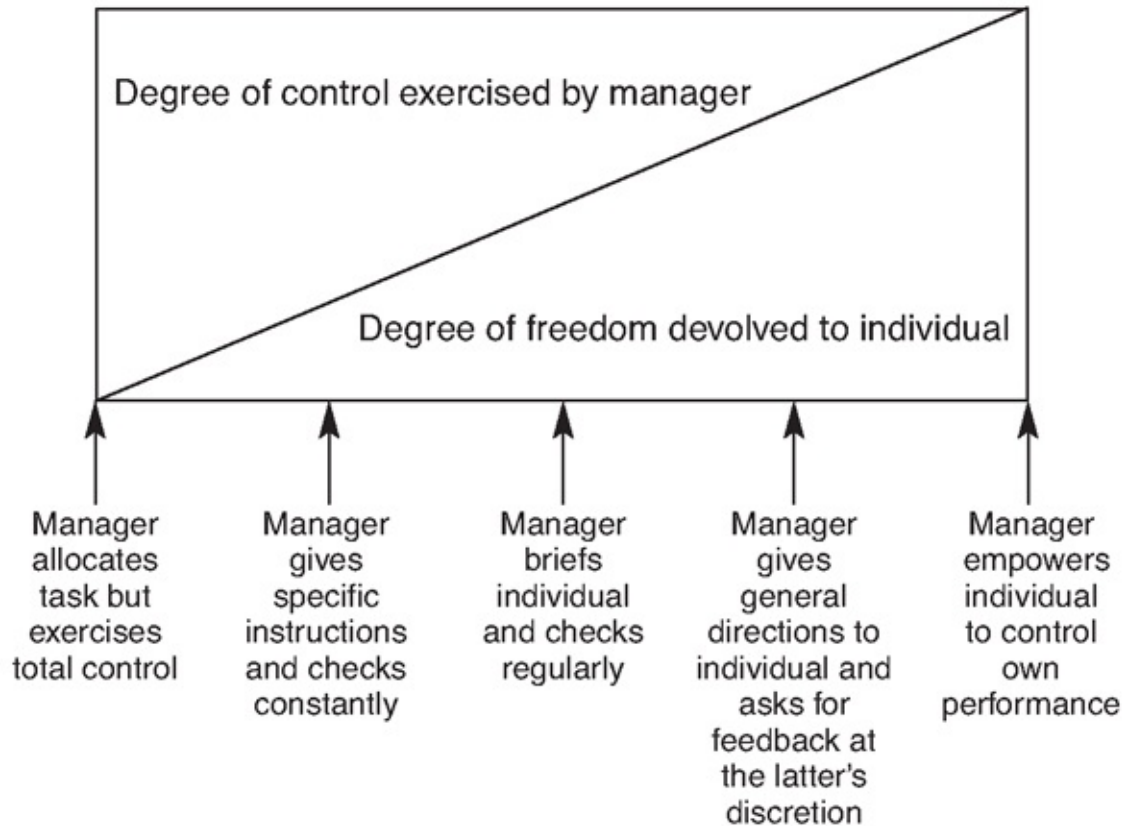 Degree of control exercised by manager
Degree of freedom devolved to individual
Manager
allocates
task but
exercises
total control
Manager
gives
specific
instructions
and checks
constantly
Manager
briefs
individual
and checks
regularly
Manager
gives
general
directions to
individual and
asks for
feedback at
the latter's
discretion
Manager
empowers
individual
to control
own
performance